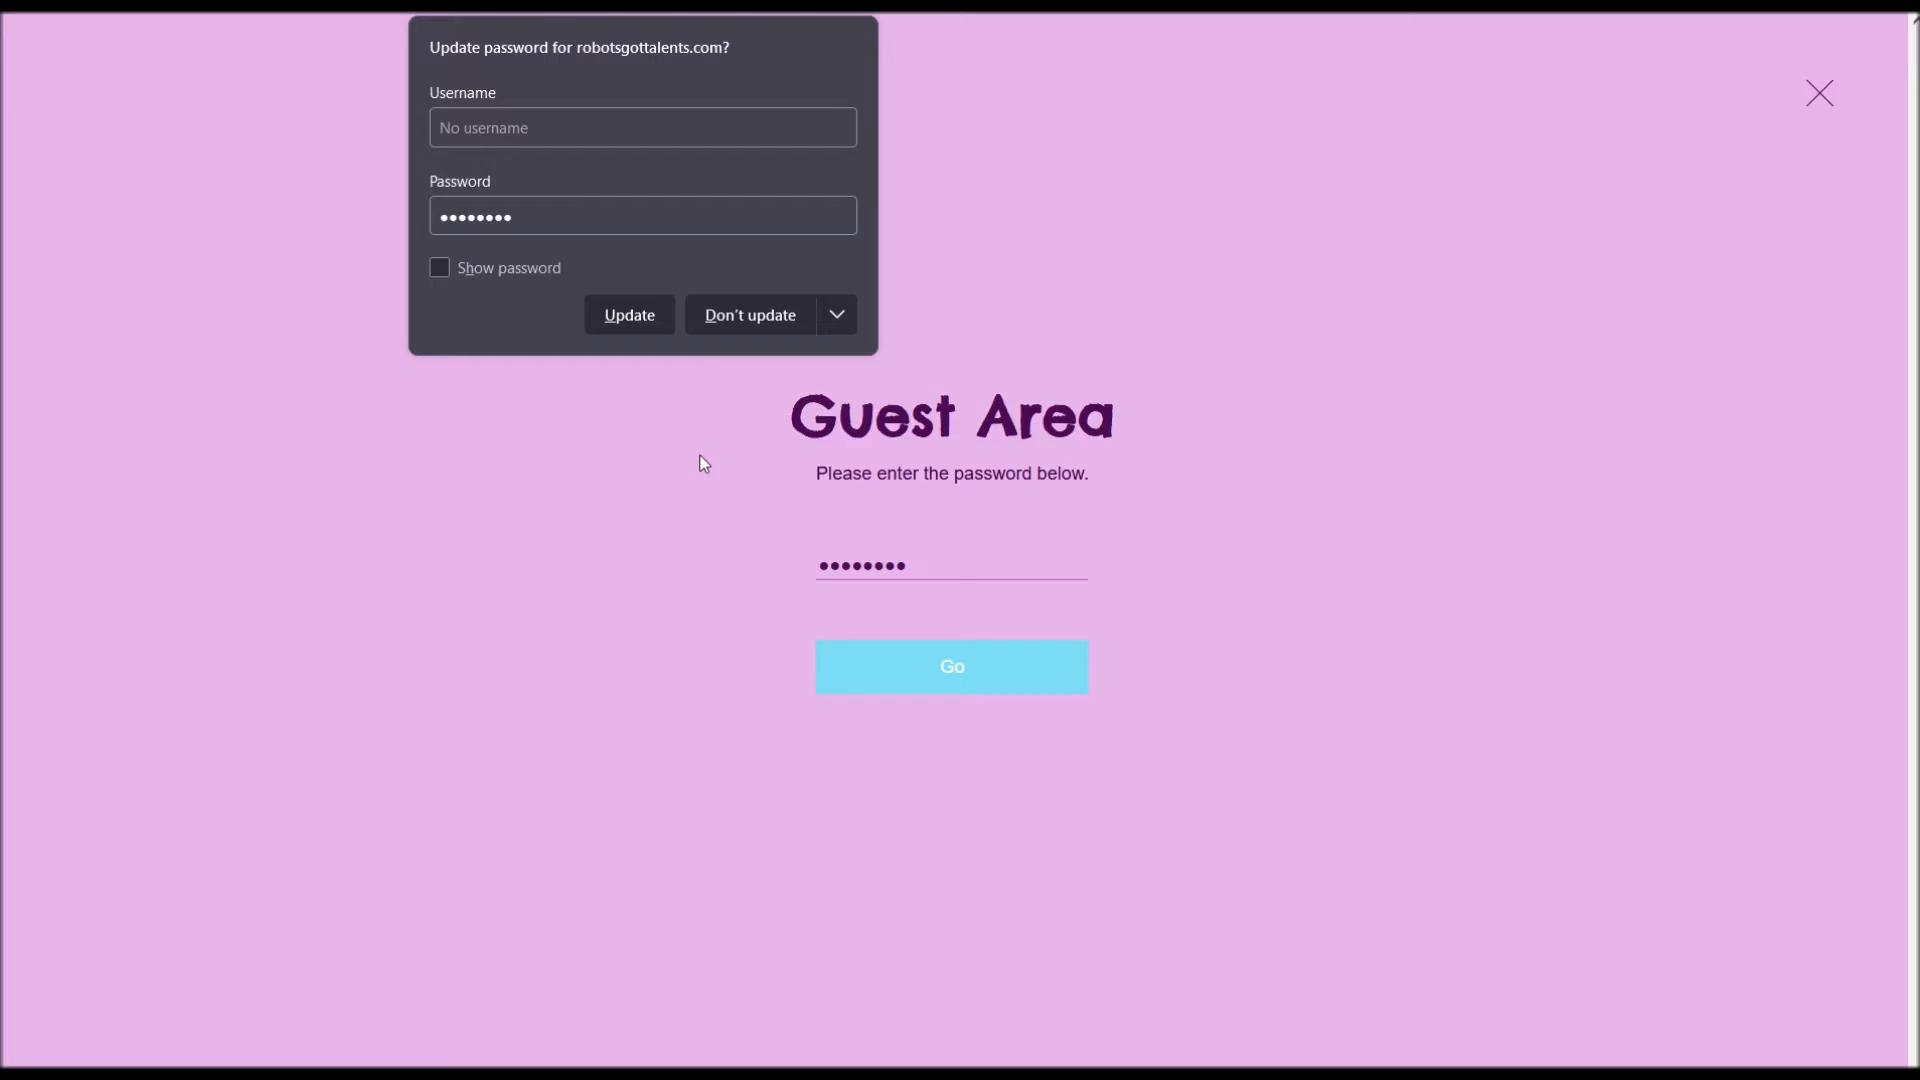 Update password for robotsgottalents.com?
Username
No username
Password
••••••••
Show password
Update
Don't update
Guest Area
Please enter the password below.
••••••••
Go